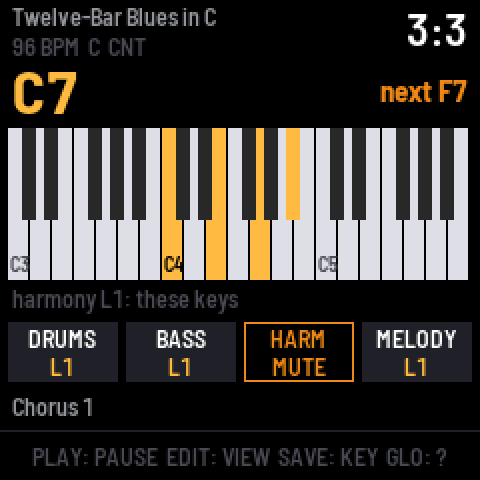 Twelve-Bar Blues in C
3:3
96 BPM C CNT
C7
next F7
C3 C4 C5
harmony L1: these keys
DRUMS BASS HARM MELODY
L1 L1 MUTE L1
Chorus 1
PLAY: PAUSE EDIT: VIEW SAVE: KEY GLO: ?